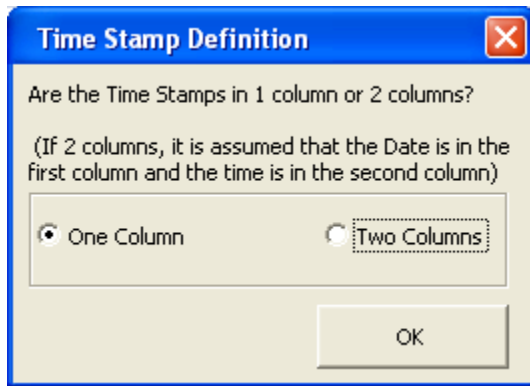 Time Stamp Definition
Are the Time Stamps in 1 column or 2 columns?
(If 2 columns, it is assumed that the Date is in the
first column and the time is in the second column)
One Column
Two Columns
OK